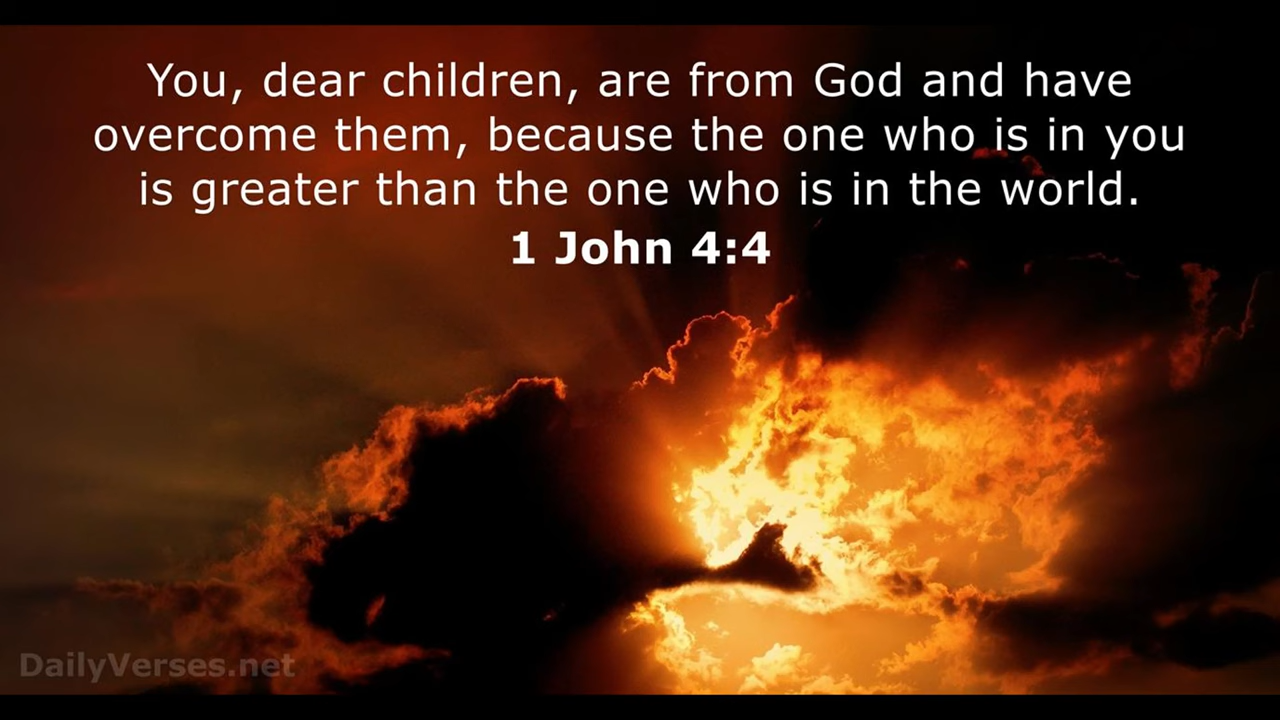 You, dear children, are from God and have
overcome them, because the one who is in you
is greater than the one who is in the world.
1 John 4:4
DailyVerses.net